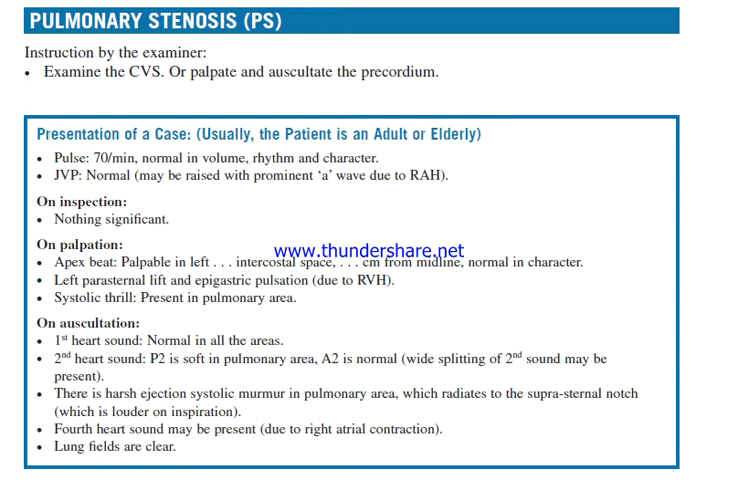 PULMONARY STENOSIS (PS)
Instruction by the examiner:
• Examine the CVS. Or palpate and auscultate the precordium.
Presentation of a Case: (Usually, the Patient is an Adult or Elderly)
• Pulse: 70/min, normal in volume, rhythm and character.
• JVP: Normal (may be raised with prominent ‘a’ wave due to RAH).
On inspection:
• Nothing significant.
On palpation:
www.thundershare.net
• Apex beat: Palpable in left . . . intercostal space, . . . cm from midline, normal in character.
• Left parasternal lift and epigastric pulsation (due to RVH).
• Systolic thrill: Present in pulmonary area.
On auscultation:
• 1st heart sound: Normal in all the areas.
• 2nd heart sound: P2 is soft in pulmonary area, A2 is normal (wide splitting of 2nd sound may be
present).
• There is harsh ejection systolic murmur in pulmonary area, which radiates to the supra-sternal notch
(which is louder on inspiration).
• Fourth heart sound may be present (due to right atrial contraction).
• Lung fields are clear.